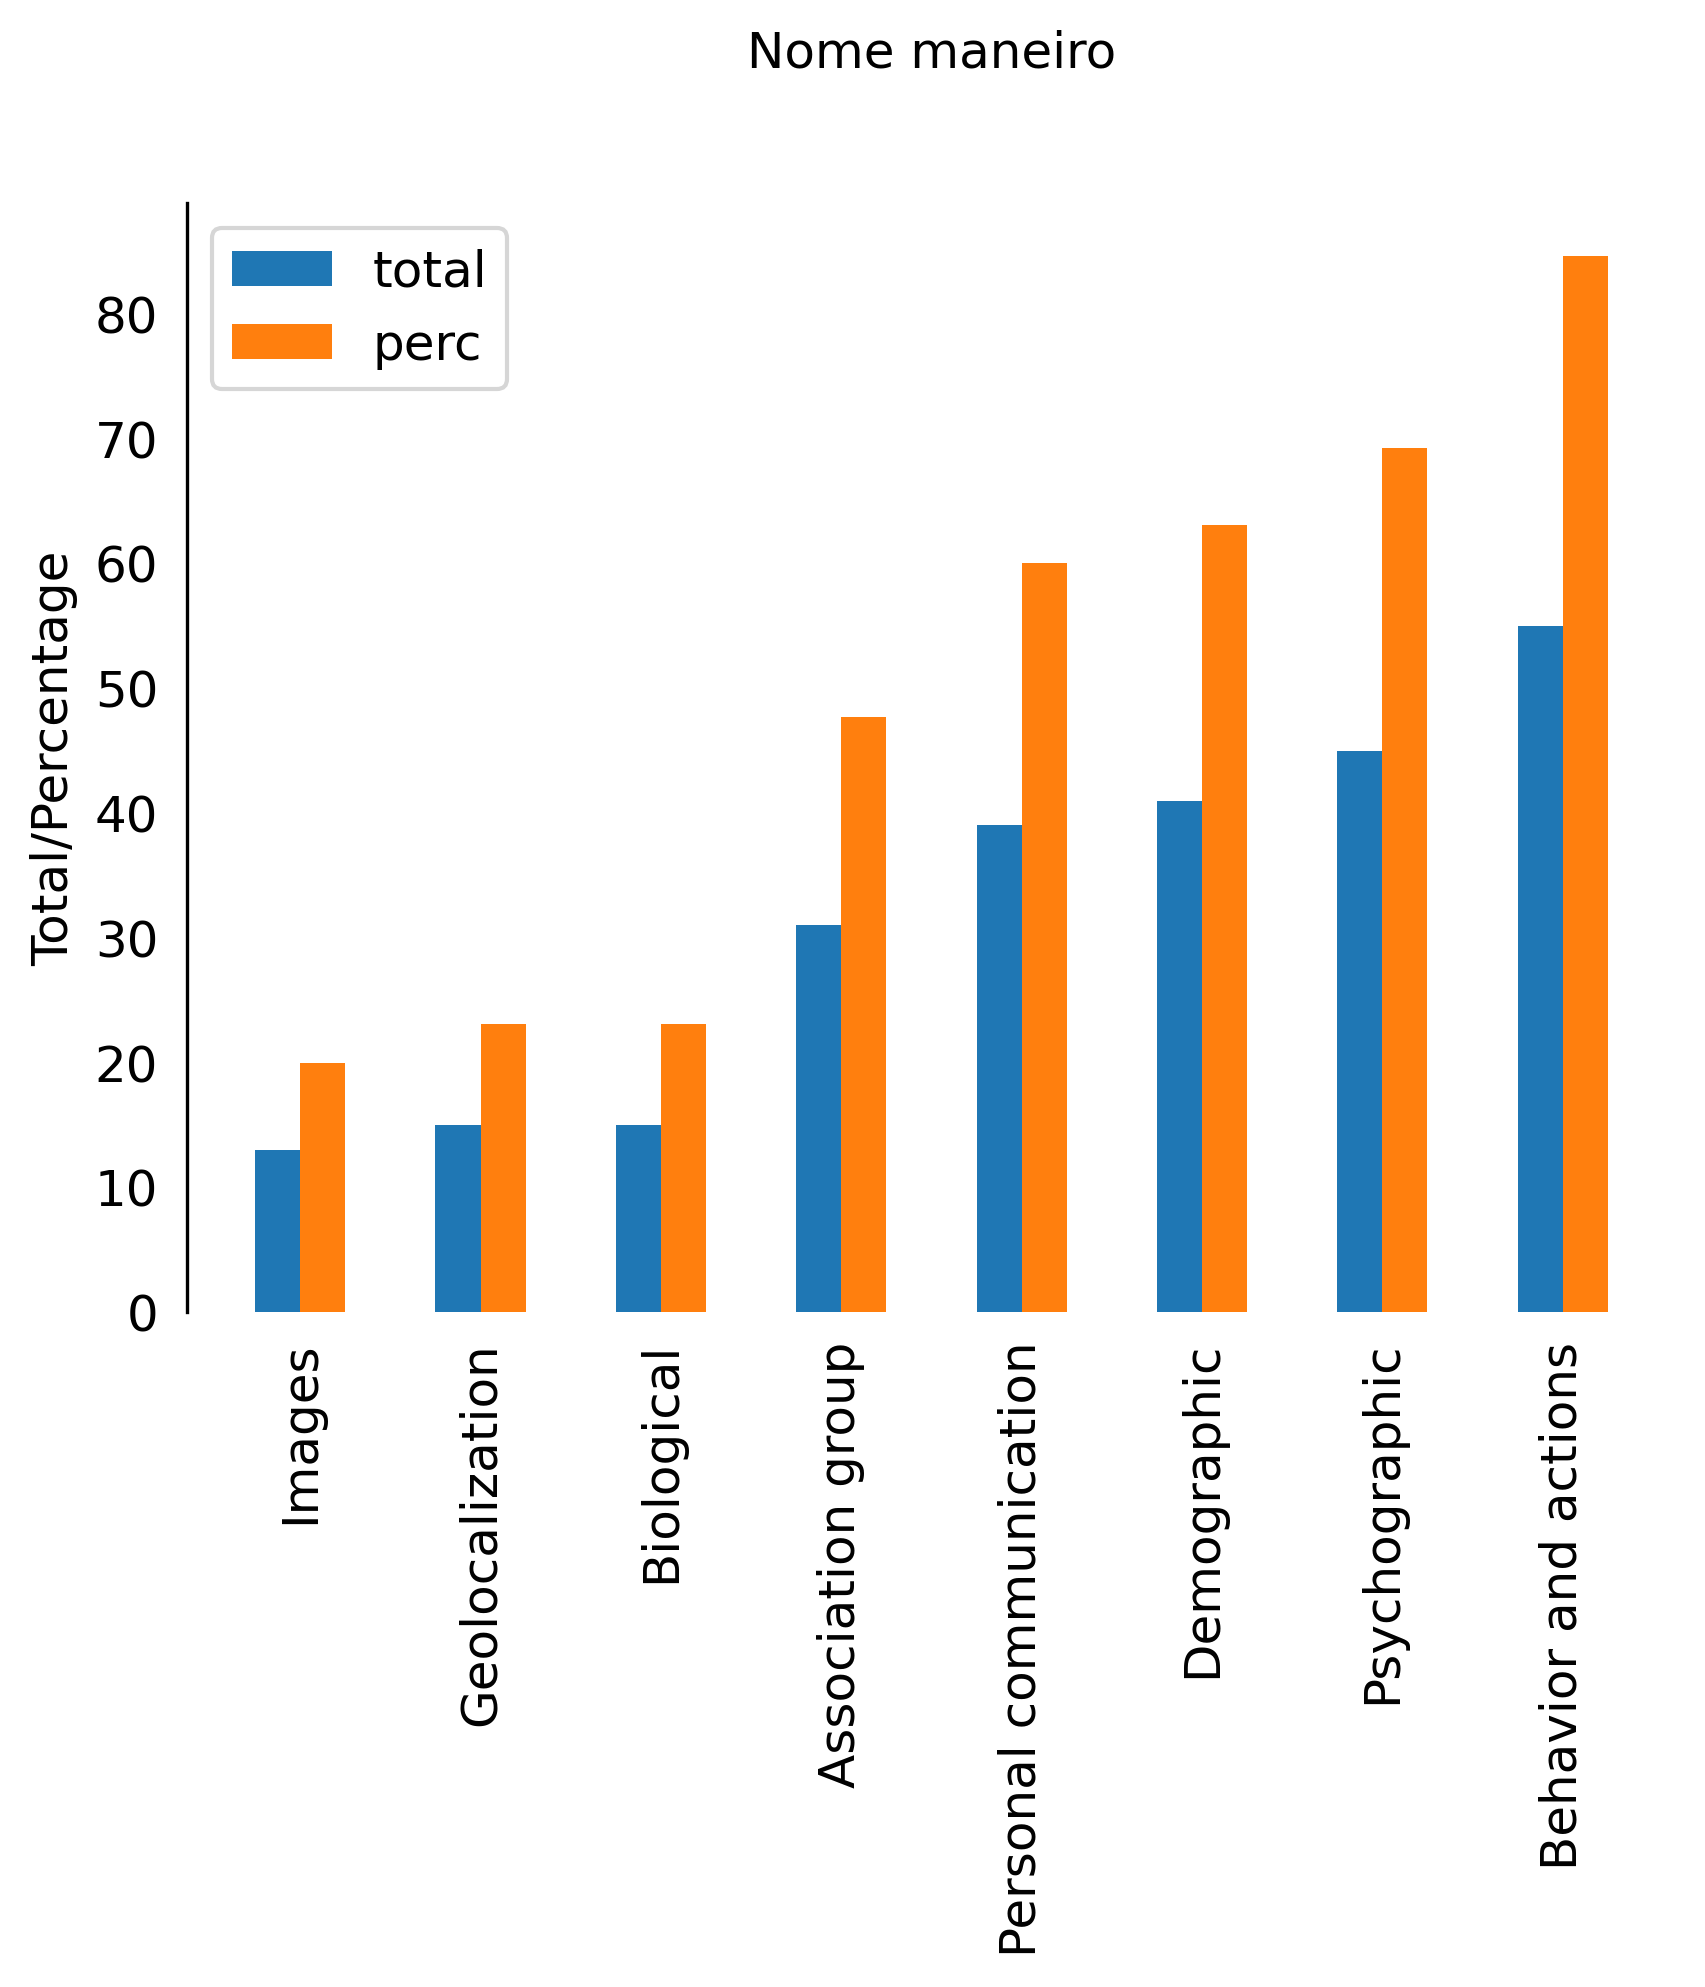 Nome maneiro
total
perc
Total/Percentage
80
70
60
50
40
30
20
10
0
Images
Geolocalization
Biological
Association group
Personal communication
Demographic
Psychographic
Behavior and actions